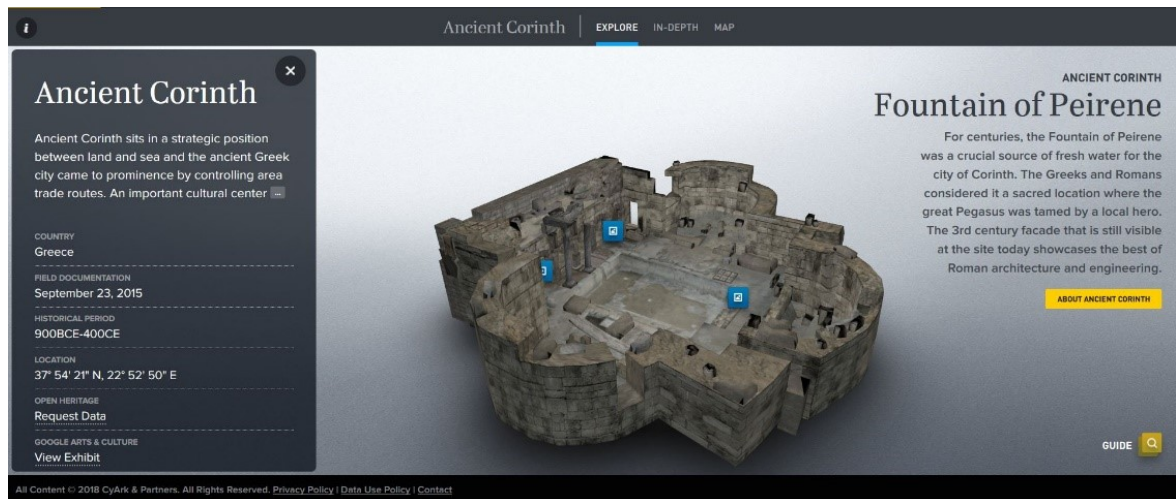 i
Ancient Corinth EXPLORE IN-DEPTH MAP
Ancient Corinth
Ancient Corinth sits in a strategic position
between land and sea and the ancient Greek
city came to prominence by controlling area
trade routes. An important cultural center ...
COUNTRY
Greece
FIELD DOCUMENTATION
September 23, 2015
HISTORICAL PERIOD
900BCE-400CE
LOCATION
37° 54' 21" N, 22° 52' 50" E
OPEN HERITAGE
Request Data
GOOGLE ARTS & CULTURE
View Exhibit
ANCIENT CORINTH
Fountain of Peirene
For centuries, the Fountain of Peirene
was a crucial source of fresh water for the
city of Corinth. The Greeks and Romans
considered it a sacred location where the
great Pegasus was tamed by a local hero.
The 3rd century facade that is still visible
at the site today showcases the best of
Roman architecture and engineering.
ABOUT ANCIENT CORINTH
GUIDE
All Content © 2018 CyArk & Partners. All Rights Reserved. Privacy Policy | Data Use Policy | Contact